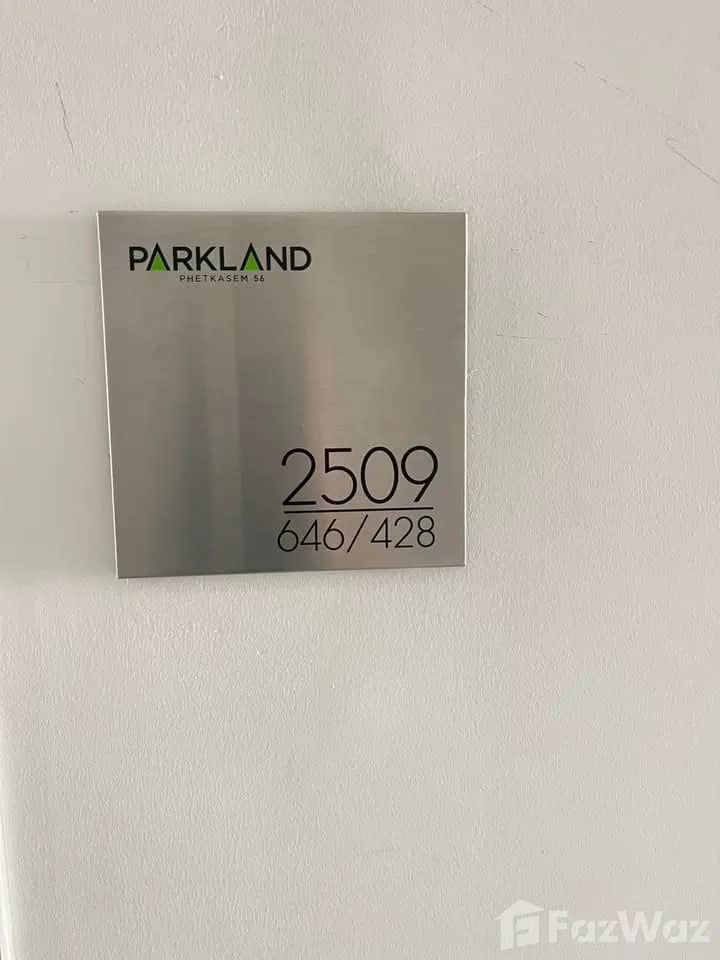 PARKLAND
PHETKASEM 56
2509
646/428
FazWaz